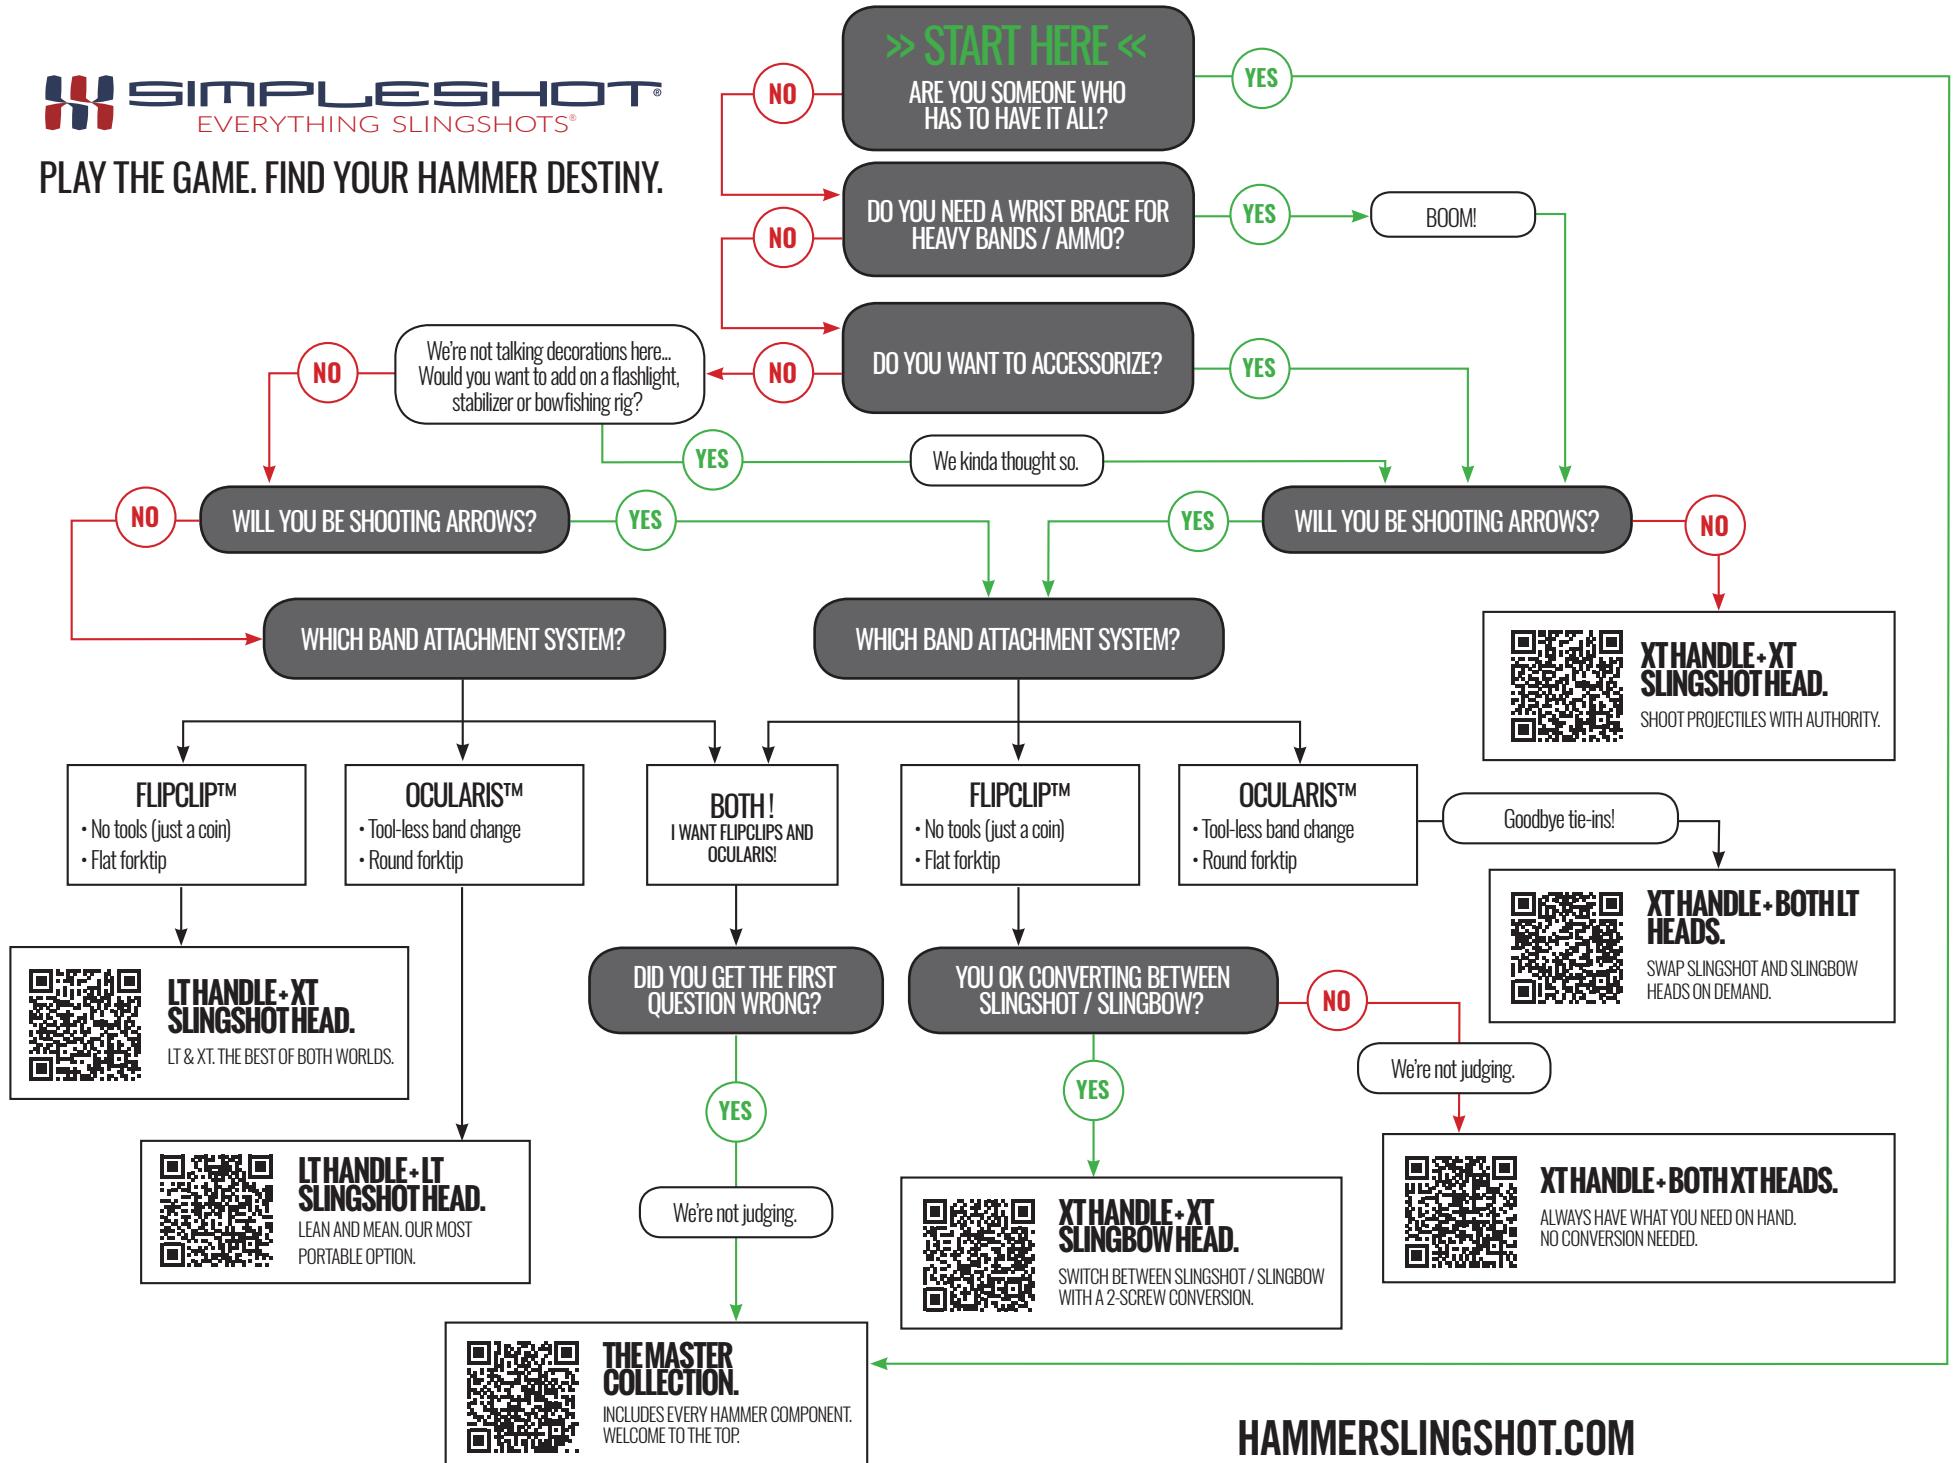 SIMPLESHOT®
EVERYTHING SLINGSHOTS®
PLAY THE GAME. FIND YOUR HAMMER DESTINY.
>> START HERE <<
ARE YOU SOMEONE WHO
HAS TO HAVE IT ALL?
NO
YES
DO YOU NEED A WRIST BRACE FOR
HEAVY BANDS / AMMO?
NO
YES
BOOM!
DO YOU WANT TO ACCESSORIZE?
NO
YES
We're not talking decorations here...
Would you want to add on a flashlight,
stabilizer or bowfishing rig?
NO
YES
We kinda thought so.
WILL YOU BE SHOOTING ARROWS?
NO
YES
WILL YOU BE SHOOTING ARROWS?
YES
NO
WHICH BAND ATTACHMENT SYSTEM?
WHICH BAND ATTACHMENT SYSTEM?
XT HANDLE + XT
SLINGSHOT HEAD.
SHOOT PROJECTILES WITH AUTHORITY.
FLIPCLIP™
• No tools (just a coin)
• Flat forktip
OCULARIS™
• Tool-less band change
• Round forktip
BOTH !
I WANT FLIPCLIPS AND
OCULARIS!
FLIPCLIP™
• No tools (just a coin)
• Flat forktip
OCULARIS™
• Tool-less band change
• Round forktip
Goodbye tie-ins!
XT HANDLE + BOTH LT
HEADS.
SWAP SLINGSHOT AND SLINGBOW
HEADS ON DEMAND.
LT HANDLE + XT
SLINGSHOT HEAD.
LT & XT. THE BEST OF BOTH WORLDS.
DID YOU GET THE FIRST
QUESTION WRONG?
YES
We're not judging.
YOU OK CONVERTING BETWEEN
SLINGSHOT / SLINGBOW?
NO
YES
We're not judging.
LT HANDLE + LT
SLINGSHOT HEAD.
LEAN AND MEAN. OUR MOST
PORTABLE OPTION.
XT HANDLE + XT
SLINGBOW HEAD.
SWITCH BETWEEN SLINGSHOT / SLINGBOW
WITH A 2-SCREW CONVERSION.
XT HANDLE + BOTH XT HEADS.
ALWAYS HAVE WHAT YOU NEED ON HAND.
NO CONVERSION NEEDED.
THE MASTER
COLLECTION.
INCLUDES EVERY HAMMER COMPONENT.
WELCOME TO THE TOP.
HAMMERSLINGSHOT.COM